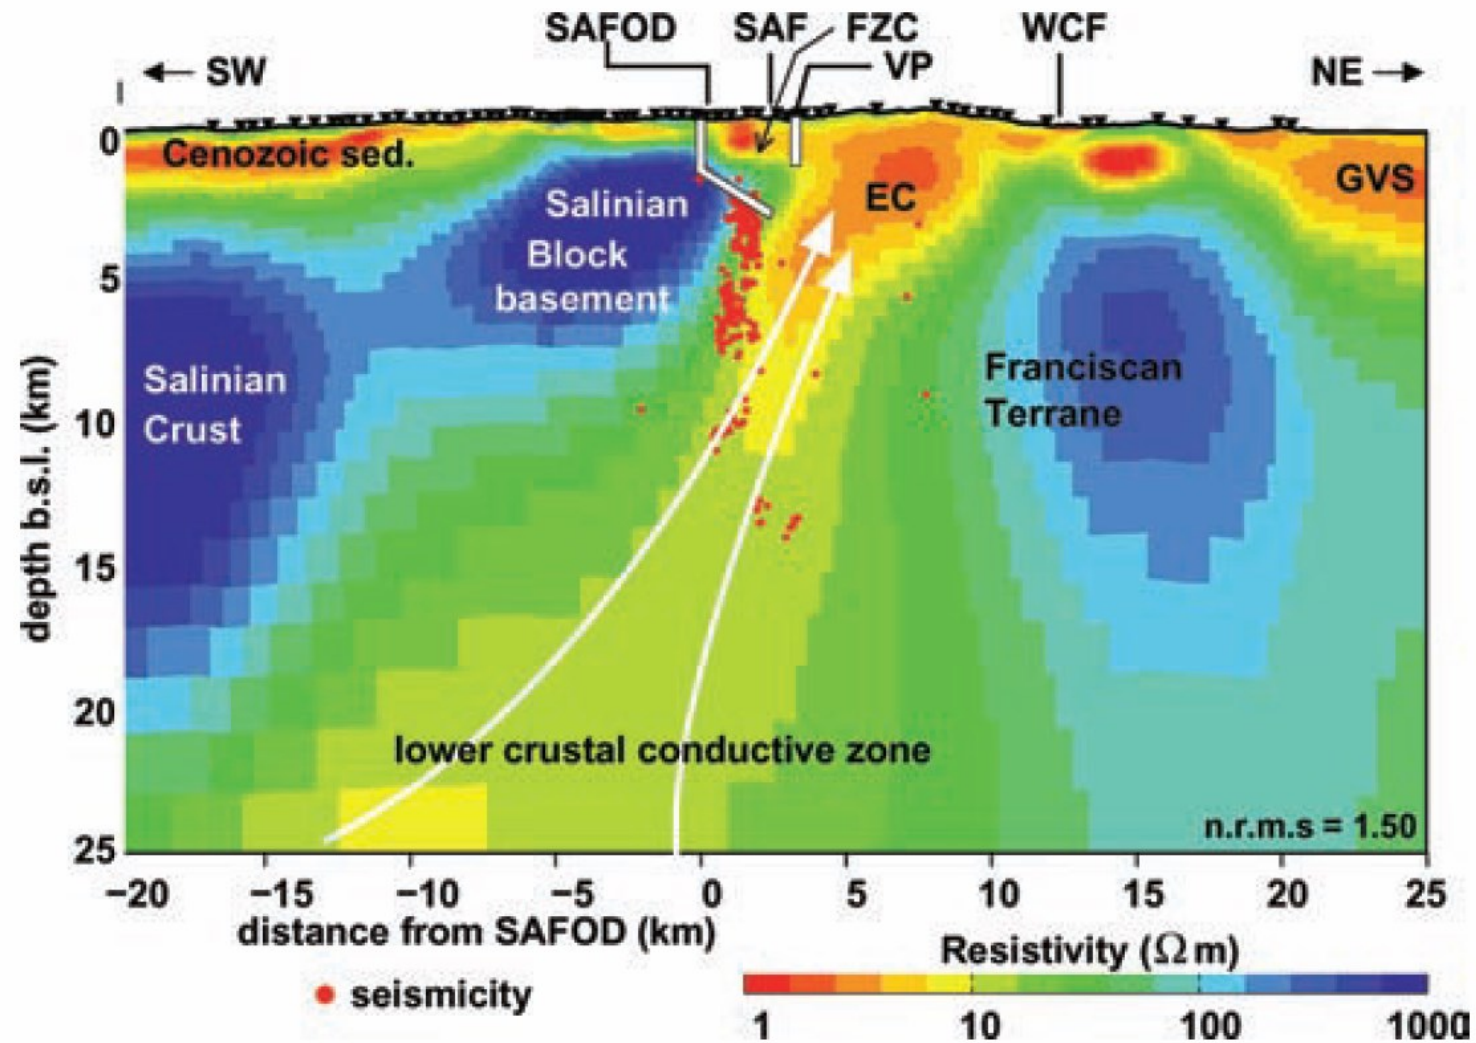 SAFOD
SAF
FZC
WCF
VP
← SW
NE →
Cenozoic sed.
GVS
EC
Salinian
Block
basement
Salinian
Crust
Franciscan
Terrane
lower crustal conductive zone
n.r.m.s = 1.50
0
5
10
15
20
25
depth b.s.l. (km)
−20 −15 −10 −5 0 5 10 15 20 25
distance from SAFOD (km)
seismicity
Resistivity (Ωm)
1 10 100 1000